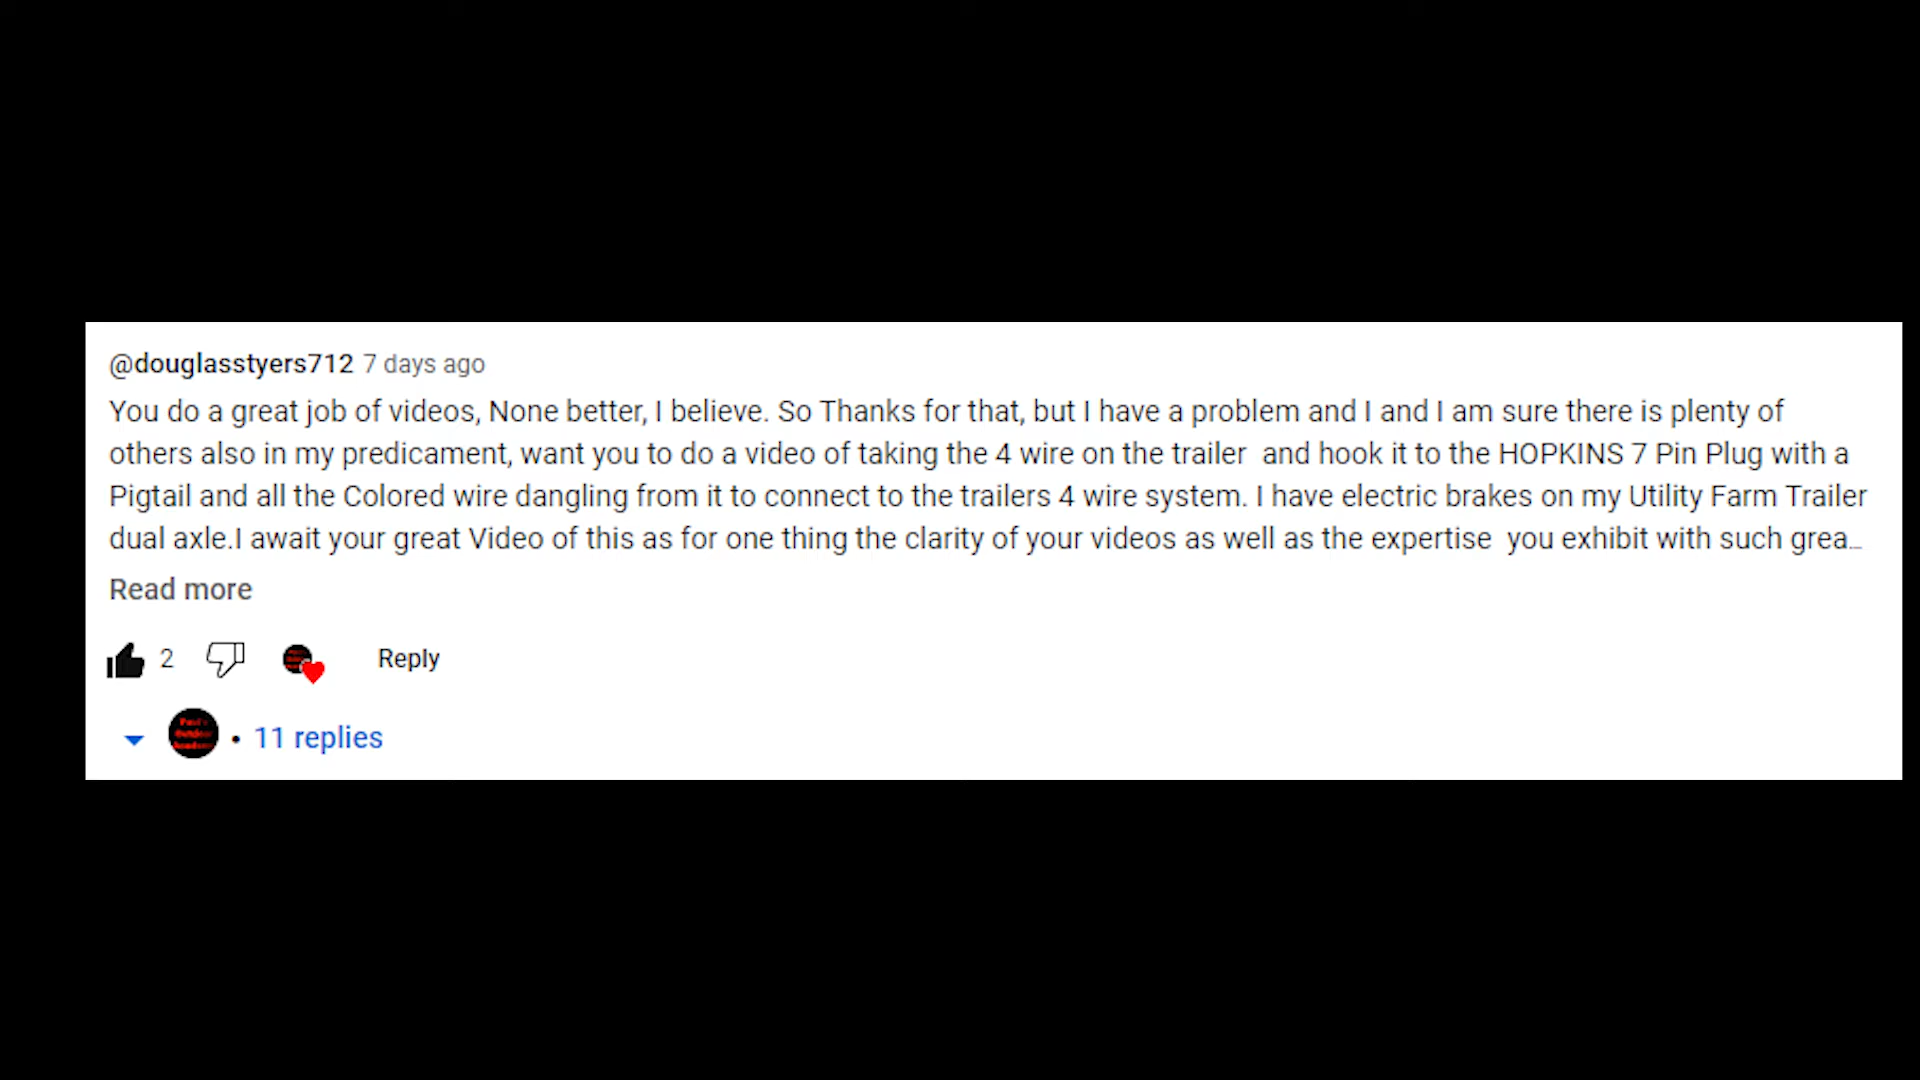 @douglasstyers712 7 days ago
You do a great job of videos, None better, I believe. So Thanks for that, but I have a problem and I and I am sure there is plenty of
others also in my predicament, want you to do a video of taking the 4 wire on the trailer  and hook it to the HOPKINS 7 Pin Plug with a
Pigtail and all the Colored wire dangling from it to connect to the trailers 4 wire system. I have electric brakes on my Utility Farm Trailer
dual axle.I await your great Video of this as for one thing the clarity of your videos as well as the expertise  you exhibit with such grea...
Read more
2 Reply
Paul's
Outdoor
• 11 replies